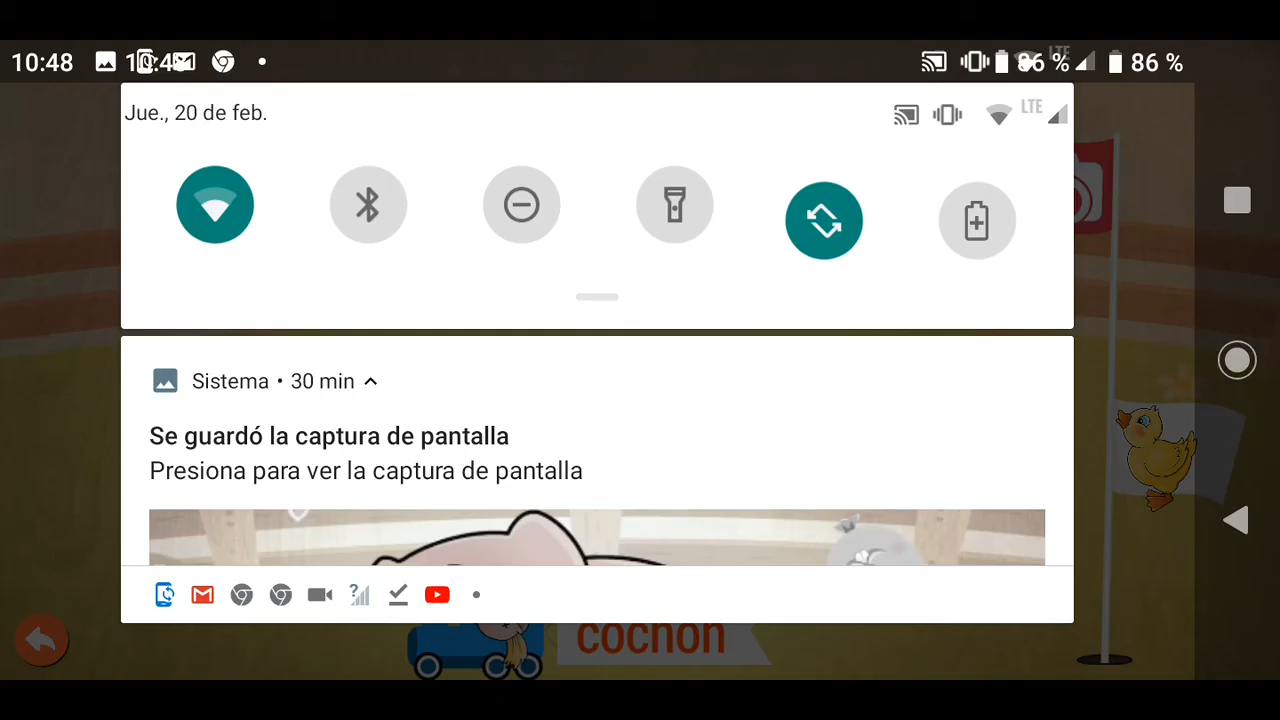 10:48
86 % 86 %
Jue., 20 de feb.
LTE
Sistema • 30 min
Se guardó la captura de pantalla
Presiona para ver la captura de pantalla
cochon